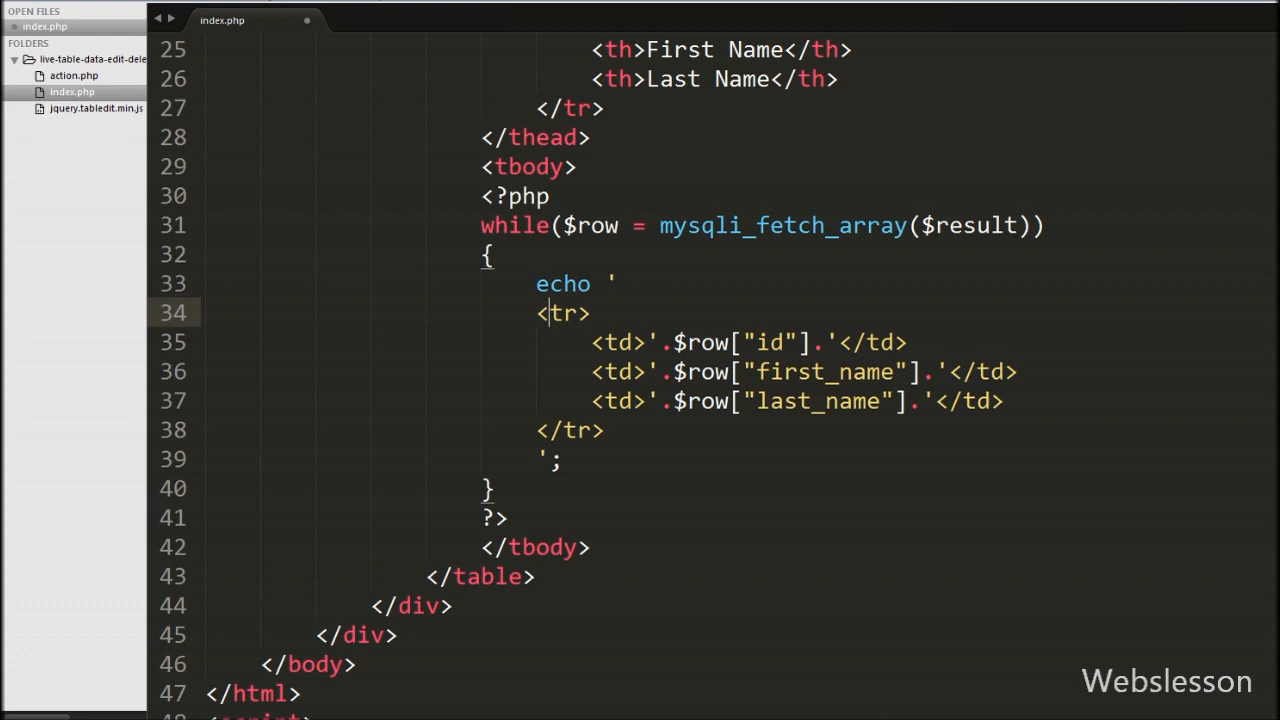 OPEN FILES
index.php
FOLDERS
live-table-data-edit-dele
action.php
index.php
jquery.tabledit.min.js
index.php
25 <th>First Name</th>
26 <th>Last Name</th>
27 </tr>
28 </thead>
29 <tbody>
30 <?php
31 while($row = mysqli_fetch_array($result))
32 {
33 echo '
34 <tr>
35 <td>'.$row["id"].'</td>
36 <td>'.$row["first_name"].'</td>
37 <td>'.$row["last_name"].'</td>
38 </tr>
39 ';
40 }
41 ?>
42 </tbody>
43 </table>
44 </div>
45 </div>
46 </body>
47 </html>
48 <script>
Webslesson